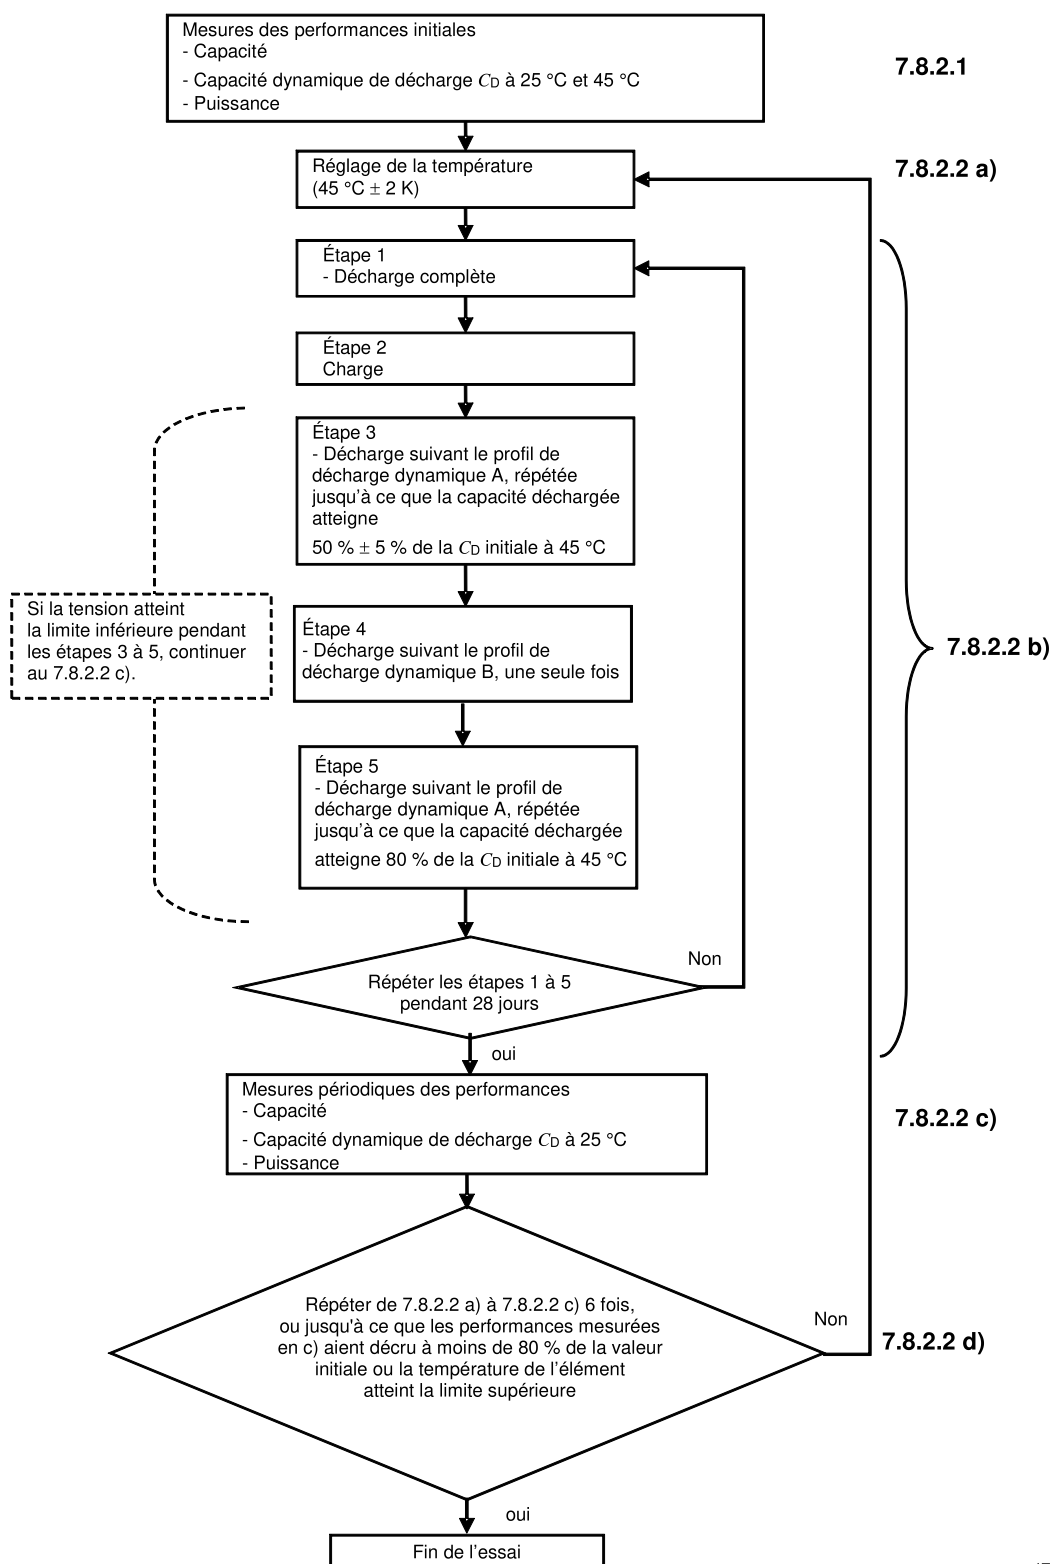 Mesures des performances initiales
- Capacité
- Capacité dynamique de décharge CD à 25 °C et 45 °C
- Puissance
7.8.2.1
Réglage de la température
(45 °C ± 2 K)
7.8.2.2 a)
Étape 1
- Décharge complète
Étape 2
Charge
Étape 3
- Décharge suivant le profil de
décharge dynamique A, répétée
jusqu'à ce que la capacité déchargée
atteigne
50 % ± 5 % de la CD initiale à 45 °C
Si la tension atteint
la limite inférieure pendant
les étapes 3 à 5, continuer
au 7.8.2.2 c).
Étape 4
- Décharge suivant le profil de
décharge dynamique B, une seule fois
7.8.2.2 b)
Étape 5
- Décharge suivant le profil de
décharge dynamique A, répétée
jusqu'à ce que la capacité déchargée
atteigne 80 % de la CD initiale à 45 °C
Non
Répéter les étapes 1 à 5
pendant 28 jours
oui
Mesures périodiques des performances
- Capacité
- Capacité dynamique de décharge CD à 25 °C
- Puissance
7.8.2.2 c)
Répéter de 7.8.2.2 a) à 7.8.2.2 c) 6 fois,
ou jusqu'à ce que les performances mesurées
en c) aient décru à moins de 80 % de la valeur
initiale ou la température de l'élément
atteint la limite supérieure
Non
7.8.2.2 d)
oui
Fin de l'essai